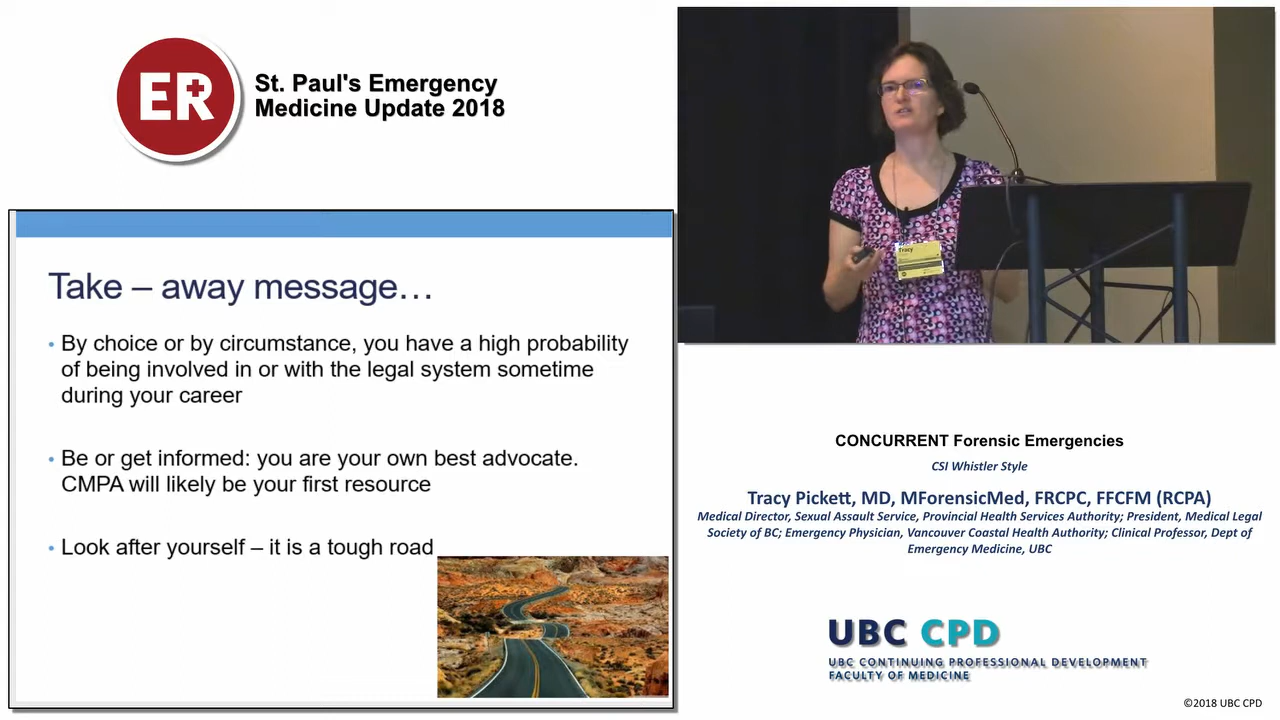 ER
St. Paul's Emergency
Medicine Update 2018
Take – away message…
• By choice or by circumstance, you have a high probability
of being involved in or with the legal system sometime
during your career
• Be or get informed: you are your own best advocate.
CMPA will likely be your first resource
• Look after yourself – it is a tough road
Tracy
CONCURRENT Forensic Emergencies
CSI Whistler Style
Tracy Pickett, MD, MForensicMed, FRCPC, FFCFM (RCPA)
Medical Director, Sexual Assault Service, Provincial Health Services Authority; President, Medical Legal
Society of BC; Emergency Physician, Vancouver Coastal Health Authority; Clinical Professor, Dept of
Emergency Medicine, UBC
UBC CPD
UBC CONTINUING PROFESSIONAL DEVELOPMENT
FACULTY OF MEDICINE
©2018 UBC CPD